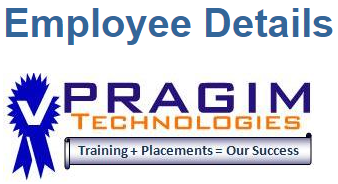 Employee Details
PRAGIM
TECHNOLOGIES
Training + Placements = Our Success